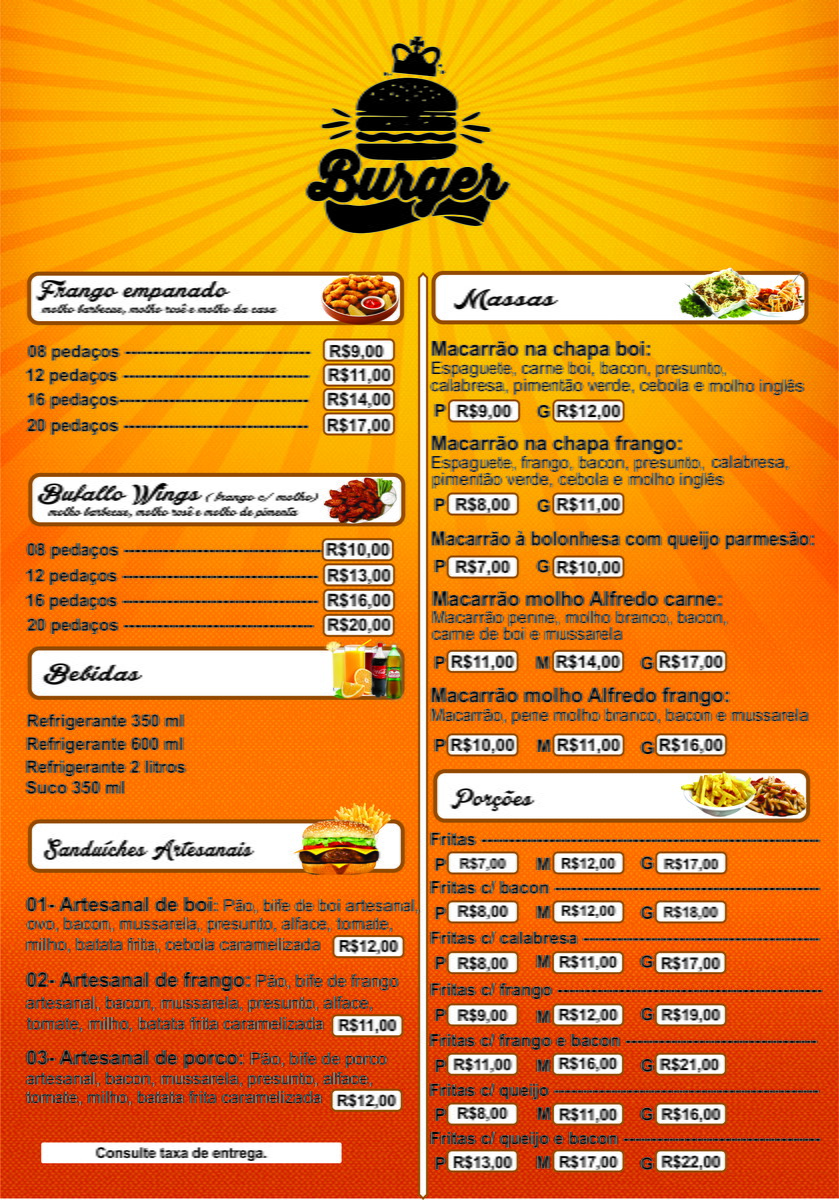 Burger
Frango empanado
molho barbecue, molho rosê e molho da casa
08 pedaços ---------------------------------- R$9,00
12 pedaços ---------------------------------- R$11,00
16 pedaços---------------------------------- R$14,00
20 pedaços ---------------------------------- R$17,00
Bufallo Wings ( frango c/ molho)
molho barbecue, molho rosê e molho de pimenta
08 pedaços ------------------------------------ R$10,00
12 pedaços ------------------------------------ R$13,00
16 pedaços ------------------------------------ R$16,00
20 pedaços ----------------------------------- R$20,00
Bebidas
Refrigerante 350 ml
Refrigerante 600 ml
Refrigerante 2 litros
Suco 350 ml
Sanduíches Artesanais
01- Artesanal de boi: Pão, bife de boi artesanal,
ovo, bacon, mussarela, presunto, alface, tomate,
milho, batata frita, cebola caramelizada R$12,00
02- Artesanal de frango: Pão, bife de frango
artesanal, bacon, mussarela, presunto, alface,
tomate, milho, batata frita caramelizada R$11,00
03- Artesanal de porco: Pão, bife de porco
artesanal, bacon, mussarela, presunto, alface,
tomate, milho, batata frita caramelizada R$12,00
Consulte taxa de entrega.
Massas
Macarrão na chapa boi:
Espaguete, carne boi, bacon, presunto,
calabresa, pimentão verde, cebola e molho inglês
P R$9,00 G R$12,00
Macarrão na chapa frango:
Espaguete, frango, bacon, presunto, calabresa,
pimentão verde, cebola e molho inglês
P R$8,00 G R$11,00
Macarrão à bolonhesa com queijo parmesão:
P R$7,00 G R$10,00
Macarrão molho Alfredo carne:
Macarrão penne, molho branco, bacon,
carne de boi e mussarela
P R$11,00 M R$14,00 G R$17,00
Macarrão molho Alfredo frango:
Macarrão, pene molho branco, bacon e mussarela
P R$10,00 M R$11,00 G R$16,00
Porções
Fritas ----------------------------------------------------------------
P R$7,00 M R$12,00 G R$17,00
Fritas c/ bacon --------------------------------------------------
P R$8,00 M R$12,00 G R$18,00
Fritas c/ calabresa ---------------------------------------------
P R$8,00 M R$11,00 G R$17,00
Fritas c/ frango --------------------------------------------------
P R$9,00 M R$12,00 G R$19,00
Fritas c/ frango e bacon ------------------------------------
P R$11,00 M R$16,00 G R$21,00
Fritas c/ queijo --------------------------------------------------
P R$8,00 M R$11,00 G R$16,00
Fritas c/ queijo e bacon ------------------------------------
P R$13,00 M R$17,00 G R$22,00